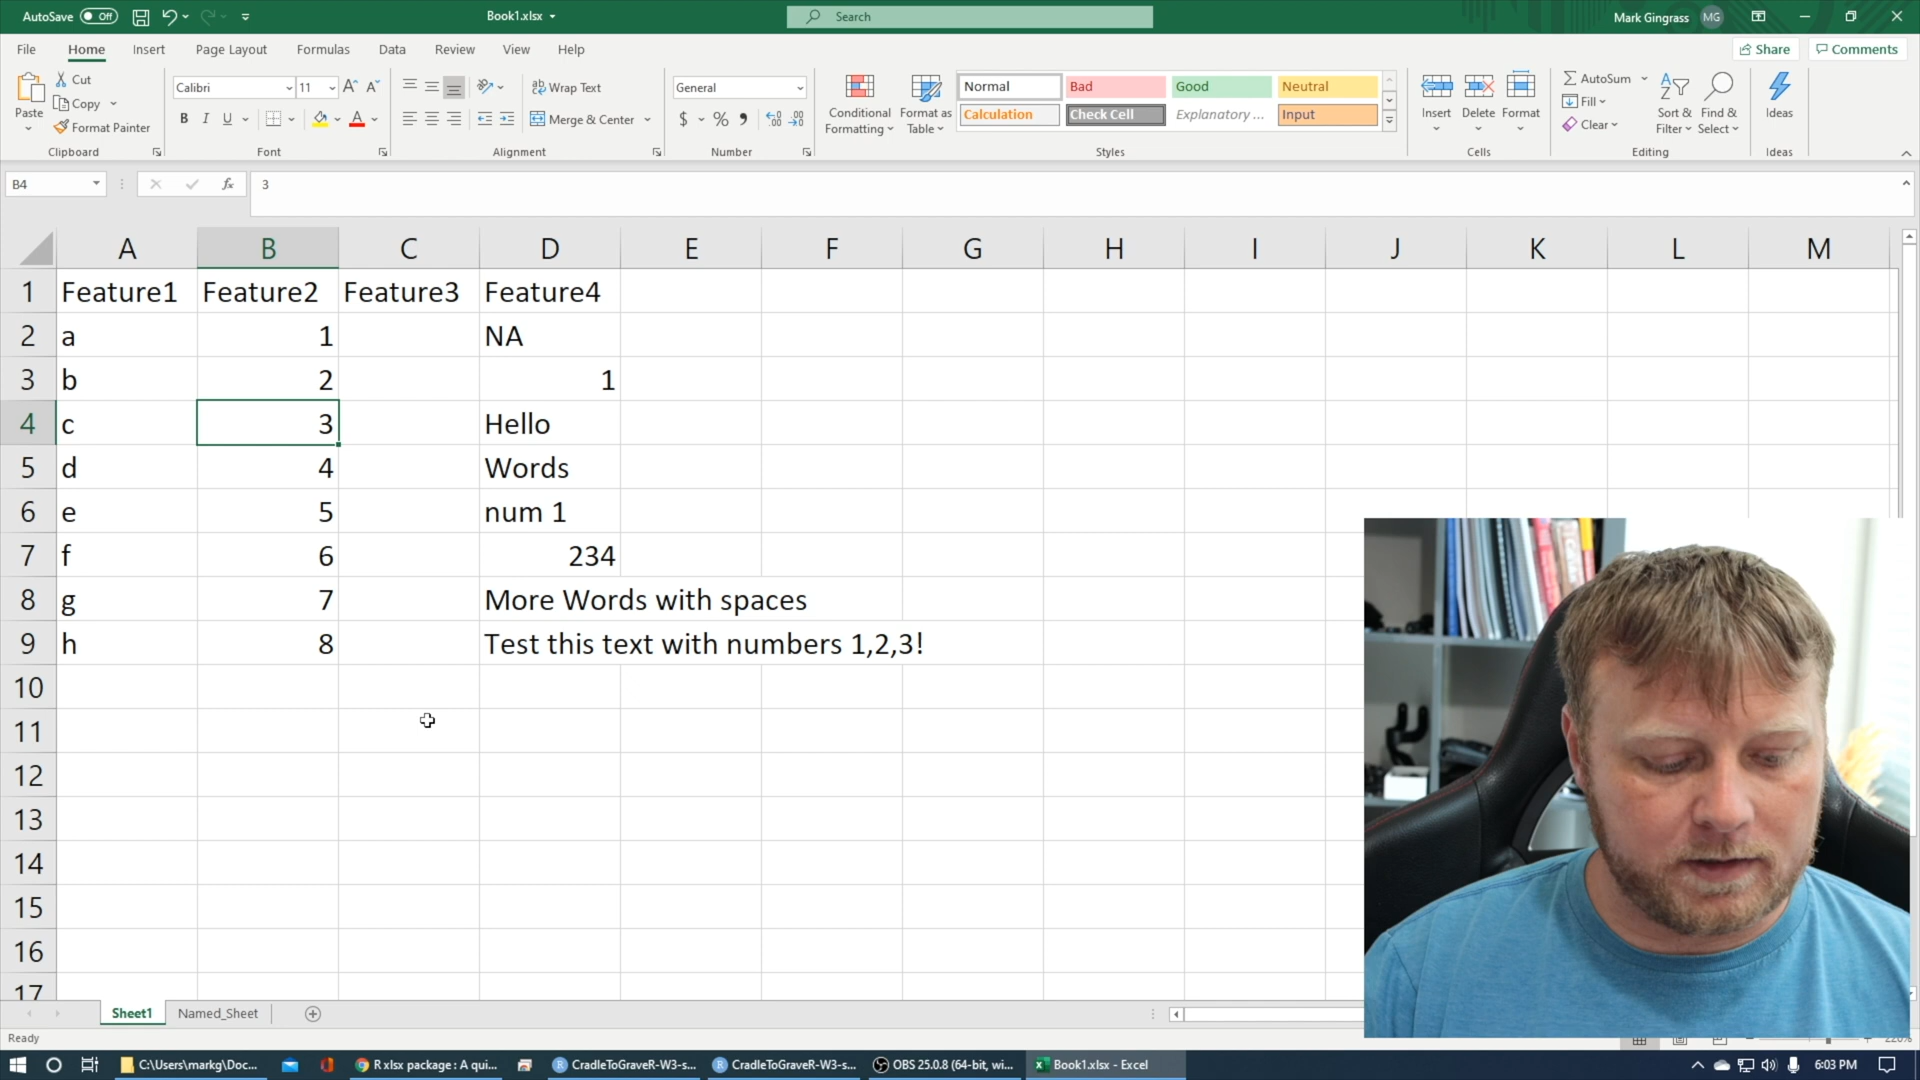 AutoSave Off Book1.xlsx Search Mark Gingrass MG
File Home Insert Page Layout Formulas Data Review View Help Share Comments
Paste Cut Copy Format Painter Clipboard
Calibri 11 A A B I U A Font
Wrap Text Merge & Center Alignment
General $ % Number
Conditional Formatting Format as Table
Normal Bad Good Neutral
Calculation Check Cell Explanatory ... Input
Styles
Insert Delete Format Cells
AutoSum Fill Clear Sort & Filter Find & Select Editing
Ideas Ideas
B4 fx 3
A B C D E F G H I J K L M
1 Feature1 Feature2 Feature3 Feature4
2 a 1 NA
3 b 2 1
4 c 3 Hello
5 d 4 Words
6 e 5 num 1
7 f 6 234
8 g 7 More Words with spaces
9 h 8 Test this text with numbers 1,2,3!
10
11
12
13
14
15
16
17
Sheet1 Named_Sheet
Ready
C:\Users\markg\Doc... R xlsx package : A qui... CradleToGraveR-W3-s... CradleToGraveR-W3-s... OBS 25.0.8 (64-bit, wi... Book1.xlsx - Excel 6:03 PM